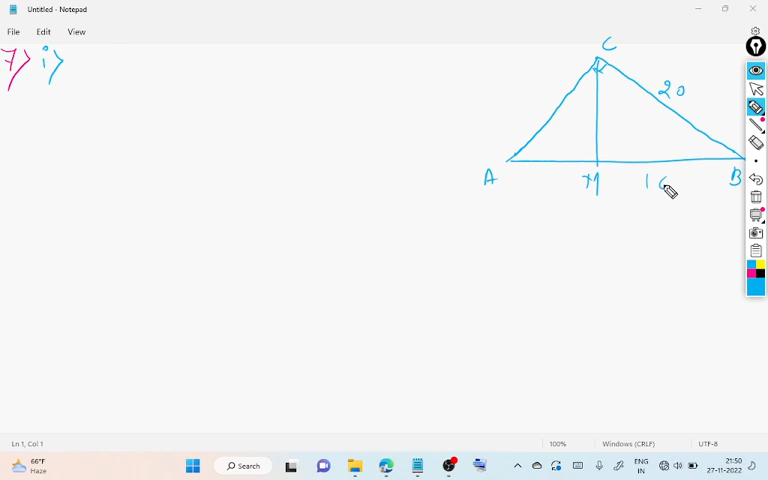 Untitled - Notepad
File Edit View
7> i>
C
20
A M 16 B
Ln 1, Col 1 100% Windows (CRLF) UTF-8
66°F
Haze
Search
ENG
IN
21:50
27-11-2022